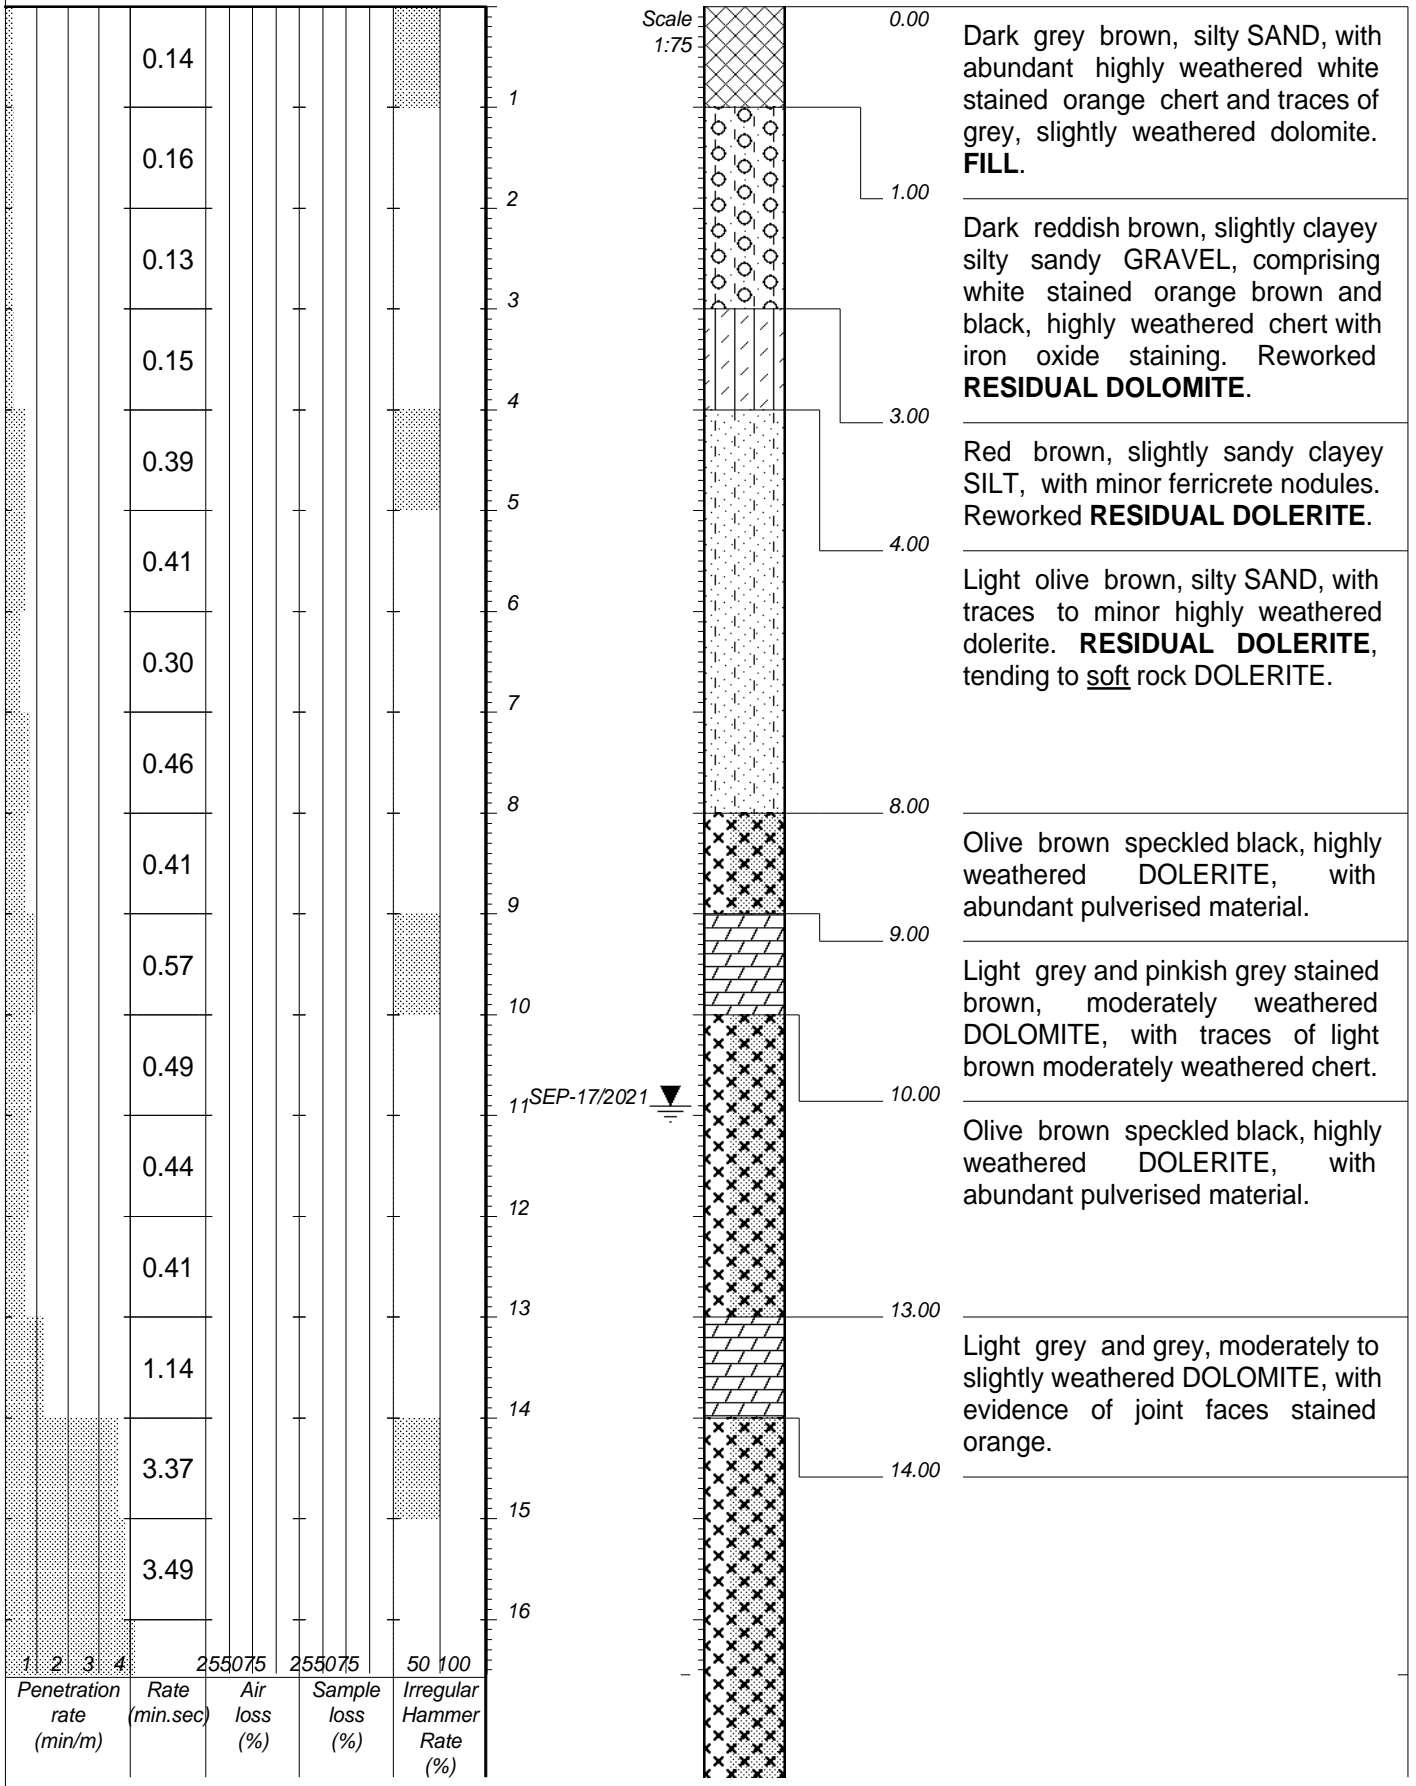 Scale
1:75
0.00
Dark grey brown, silty SAND, with
abundant highly weathered white
stained orange chert and traces of
grey, slightly weathered dolomite.
FILL.
1.00
Dark reddish brown, slightly clayey
silty sandy GRAVEL, comprising
white stained orange brown and
black, highly weathered chert with
iron oxide staining. Reworked
RESIDUAL DOLOMITE.
3.00
Red brown, slightly sandy clayey
SILT, with minor ferricrete nodules.
Reworked RESIDUAL DOLERITE.
4.00
Light olive brown, silty SAND, with
traces to minor highly weathered
dolerite. RESIDUAL DOLERITE,
tending to soft rock DOLERITE.
8.00
Olive brown speckled black, highly
weathered DOLERITE, with
abundant pulverised material.
9.00
Light grey and pinkish grey stained
brown, moderately weathered
DOLOMITE, with traces of light
brown moderately weathered chert.
10.00
Olive brown speckled black, highly
weathered DOLERITE, with
abundant pulverised material.
13.00
Light grey and grey, moderately to
slightly weathered DOLOMITE, with
evidence of joint faces stained
orange.
14.00
0.14
1
0.16
2
0.13
3
0.15
4
0.39
5
0.41
6
0.30
7
0.46
8
0.41
9
0.57
10
0.49
11
SEP-17/2021
0.44
12
0.41
13
1.14
14
3.37
15
3.49
16
1 2 3 4
255075
255075
50 100
Penetration
rate
(min/m)
Rate
(min.sec)
Air
loss
(%)
Sample
loss
(%)
Irregular
Hammer
Rate
(%)